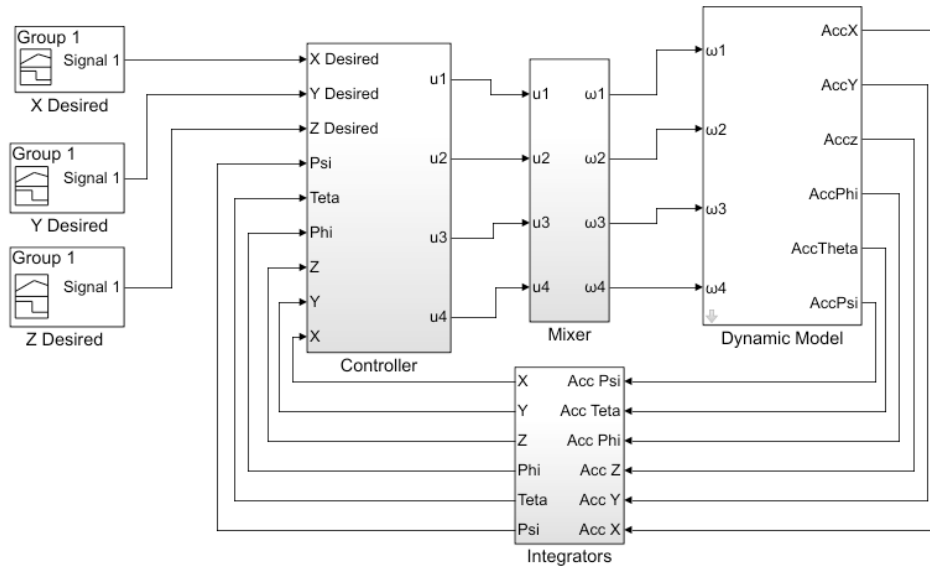 Group 1
Signal 1
X Desired
Group 1
Signal 1
Y Desired
Group 1
Signal 1
Z Desired
X Desired
Y Desired
Z Desired
Psi
Teta
Phi
Z
Y
X
u1
u2
u3
u4
Controller
u1
u2
u3
u4
ω1
ω2
ω3
ω4
Mixer
ω1
ω2
ω3
ω4
AccX
AccY
Accz
AccPhi
AccTheta
AccPsi
Dynamic Model
X
Y
Z
Phi
Teta
Psi
Acc Psi
Acc Teta
Acc Phi
Acc Z
Acc Y
Acc X
Integrators